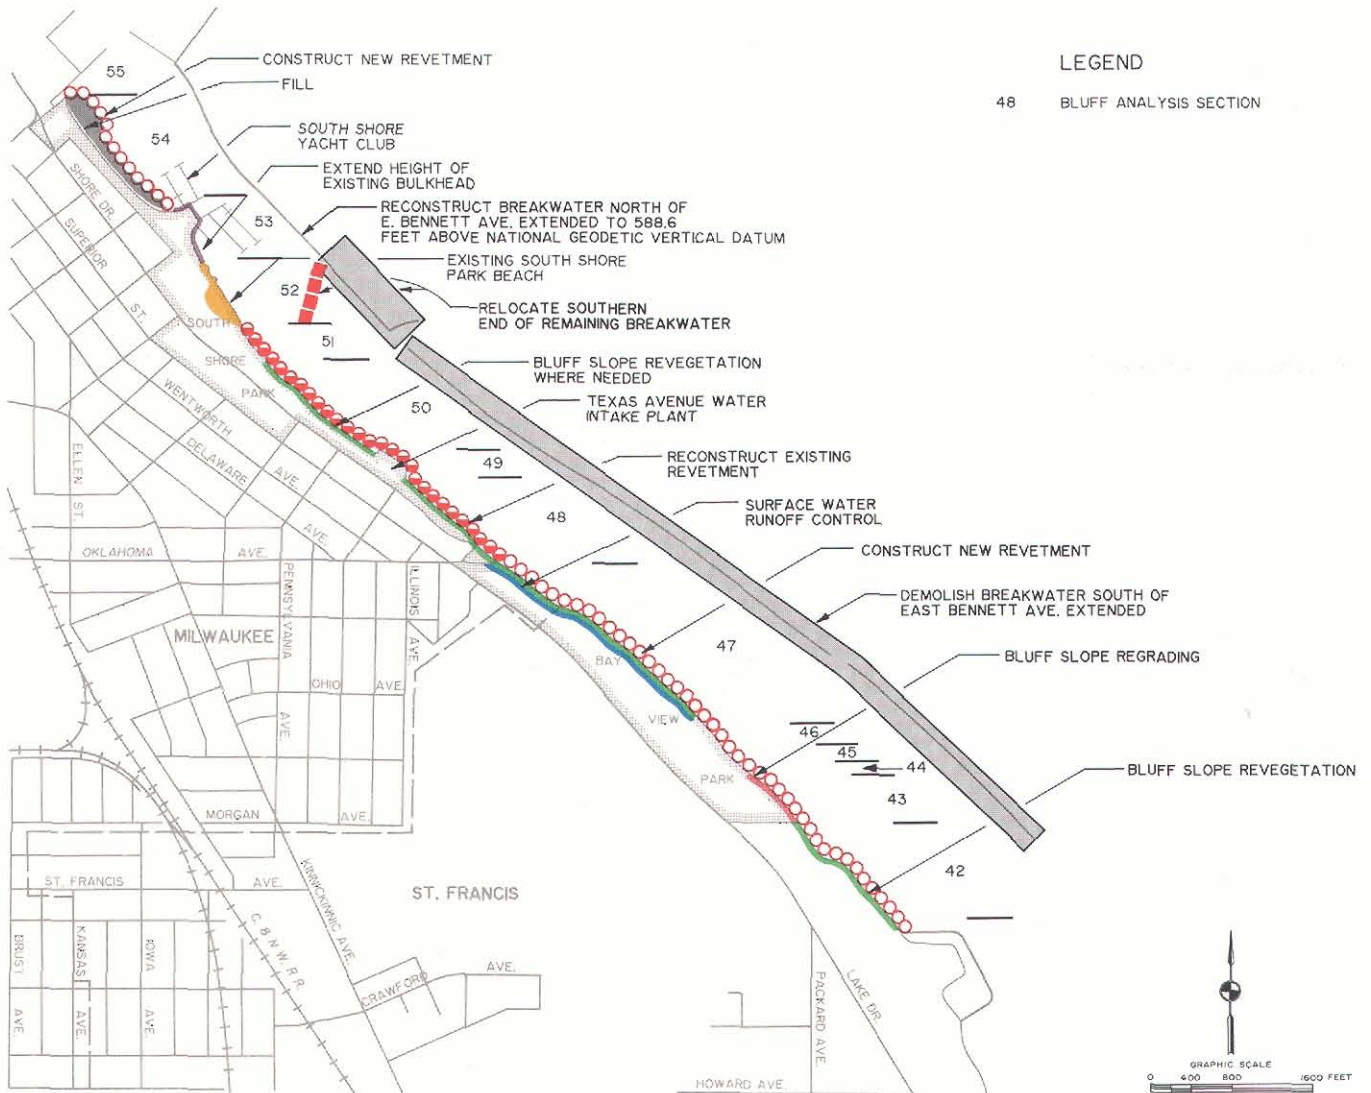 LEGEND
48 BLUFF ANALYSIS SECTION
55
CONSTRUCT NEW REVETMENT
FILL
54
SOUTH SHORE
YACHT CLUB
EXTEND HEIGHT OF
EXISTING BULKHEAD
53
RECONSTRUCT BREAKWATER NORTH OF
E. BENNETT AVE. EXTENDED TO 588.6
FEET ABOVE NATIONAL GEODETIC VERTICAL DATUM
EXISTING SOUTH SHORE
PARK BEACH
52
RELOCATE SOUTHERN
END OF REMAINING BREAKWATER
51
BLUFF SLOPE REVEGETATION
WHERE NEEDED
50
TEXAS AVENUE WATER
INTAKE PLANT
49
RECONSTRUCT EXISTING
REVETMENT
48
SURFACE WATER
RUNOFF CONTROL
CONSTRUCT NEW REVETMENT
DEMOLISH BREAKWATER SOUTH OF
EAST BENNETT AVE. EXTENDED
47
BLUFF SLOPE REGRADING
46
45
44
43
BLUFF SLOPE REVEGETATION
42
SHORE DR.
SUPERIOR
ST.
SOUTH
SHORE
PARK
WENTWORTH
AVE.
DELAWARE
AVE.
ELLEN ST.
OKLAHOMA AVE.
PENNSYLVANIA
AVE.
ILLINOIS
AVE.
MILWAUKEE
OHIO AVE.
BAY
VIEW
PARK
MORGAN AVE.
ST. FRANCIS AVE.
KINNICKINNIC AVE.
ST. FRANCIS
C. & N.W. R.R.
BRUST
AVE.
KANSAS
AVE.
IOWA
AVE.
CRAWFORD AVE.
PACKARD AVE.
LAKE DR.
HOWARD AVE.
GRAPHIC SCALE
0 400 800 1600 FEET